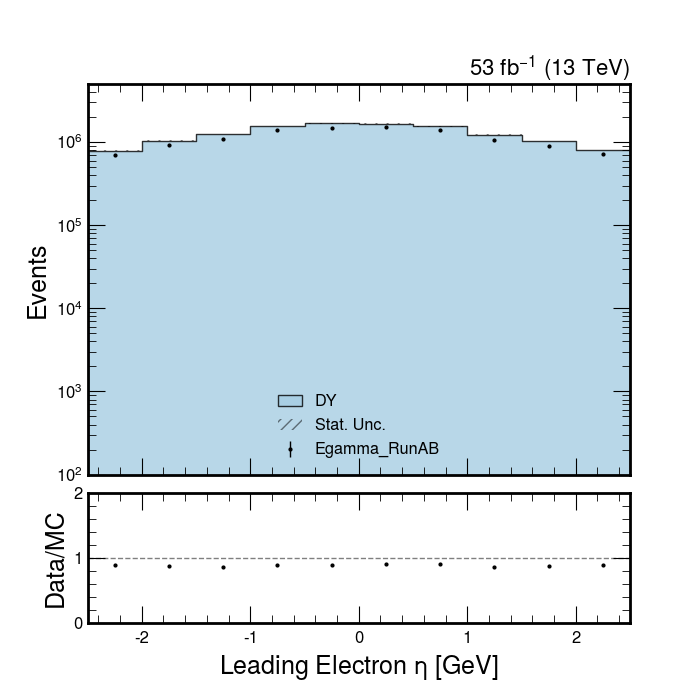 53 fb⁻¹ (13 TeV)
Events
10⁶
10⁵
10⁴
10³
10²
DY
Stat. Unc.
Egamma_RunAB
Data/MC
2
1
0
-2 -1 0 1 2
Leading Electron η [GeV]